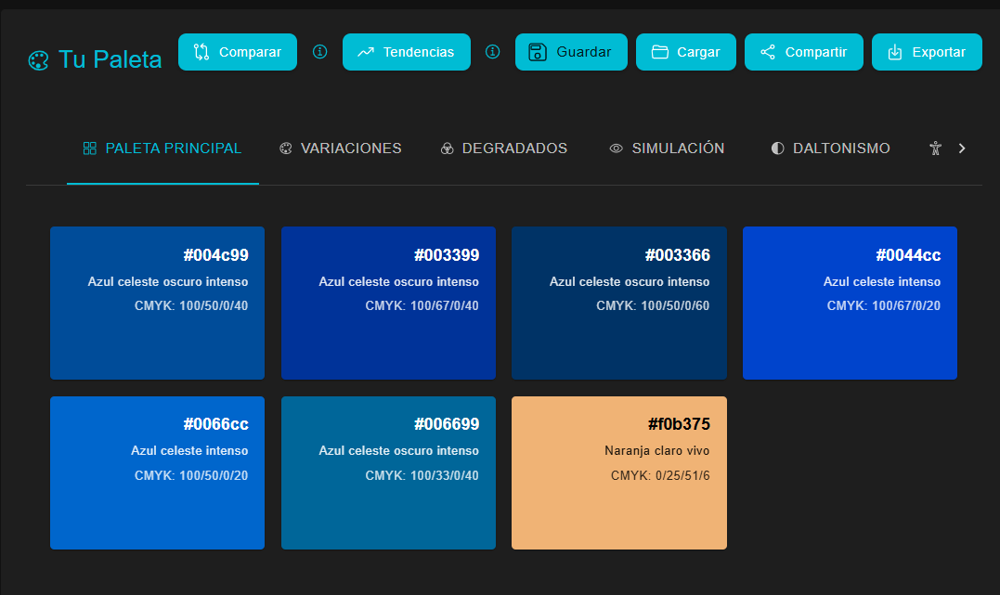 Tu Paleta
Comparar
Tendencias
Guardar
Cargar
Compartir
Exportar
PALETA PRINCIPAL
VARIACIONES
DEGRADADOS
SIMULACIÓN
DALTONISMO
#004c99
Azul celeste oscuro intenso
CMYK: 100/50/0/40
#003399
Azul celeste oscuro intenso
CMYK: 100/67/0/40
#003366
Azul celeste oscuro intenso
CMYK: 100/50/0/60
#0044cc
Azul celeste intenso
CMYK: 100/67/0/20
#0066cc
Azul celeste intenso
CMYK: 100/50/0/20
#006699
Azul celeste oscuro intenso
CMYK: 100/33/0/40
#f0b375
Naranja claro vivo
CMYK: 0/25/51/6